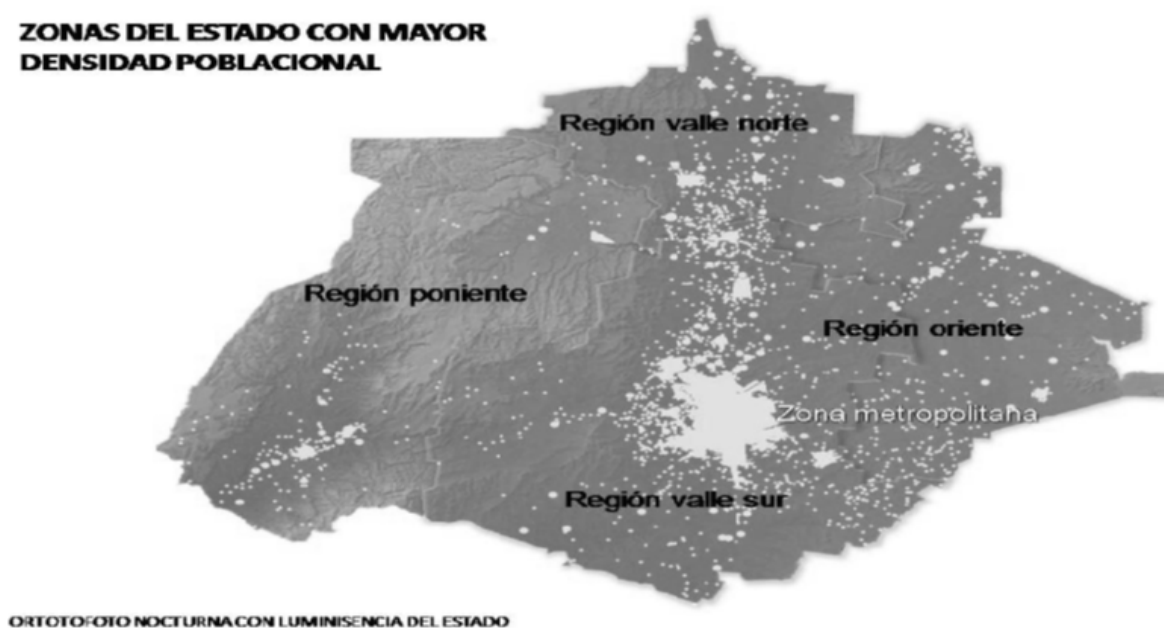 ZONAS DEL ESTADO CON MAYOR
DENSIDAD POBLACIONAL
Región valle norte
Región poniente
Región oriente
Zona metropolitana
Región valle sur
ORTOTOFOTO NOCTURNA CON LUMINISENCIA DEL ESTADO